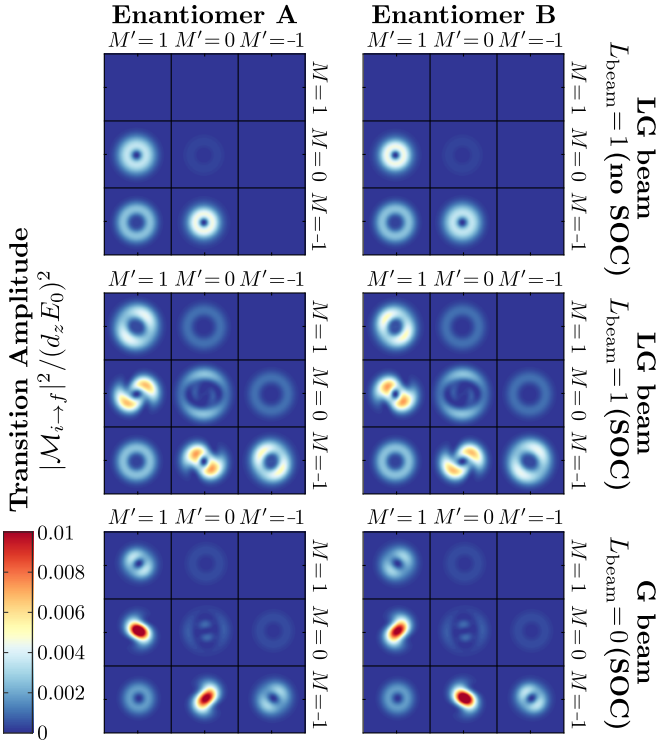 Enantiomer A
Enantiomer B
M′= 1 M′= 0 M′=-1
M′= 1 M′= 0 M′=-1
M = 1
M = 0
M =-1
M = 1
M = 0
M =-1
LG beam
L_beam = 1 (no SOC)
M′= 1 M′= 0 M′=-1
M′= 1 M′= 0 M′=-1
M = 1
M = 0
M =-1
M = 1
M = 0
M =-1
LG beam
L_beam = 1 (SOC)
M′= 1 M′= 0 M′=-1
M′= 1 M′= 0 M′=-1
M = 1
M = 0
M =-1
M = 1
M = 0
M =-1
G beam
L_beam = 0 (SOC)
Transition Amplitude
|ℳ_{i→f}|²/(d_z E_0)²
0.01
0.008
0.006
0.004
0.002
0